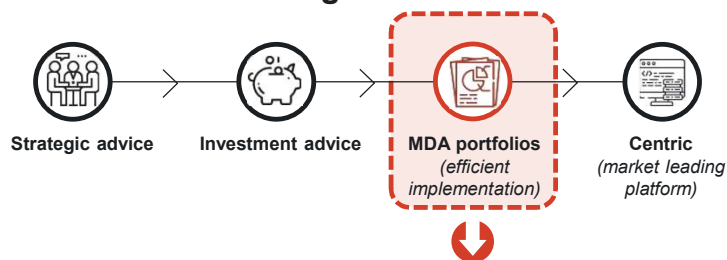 Strategic advice
Investment advice
MDA portfolios
(efficient
implementation)
Centric
(market leading
platform)